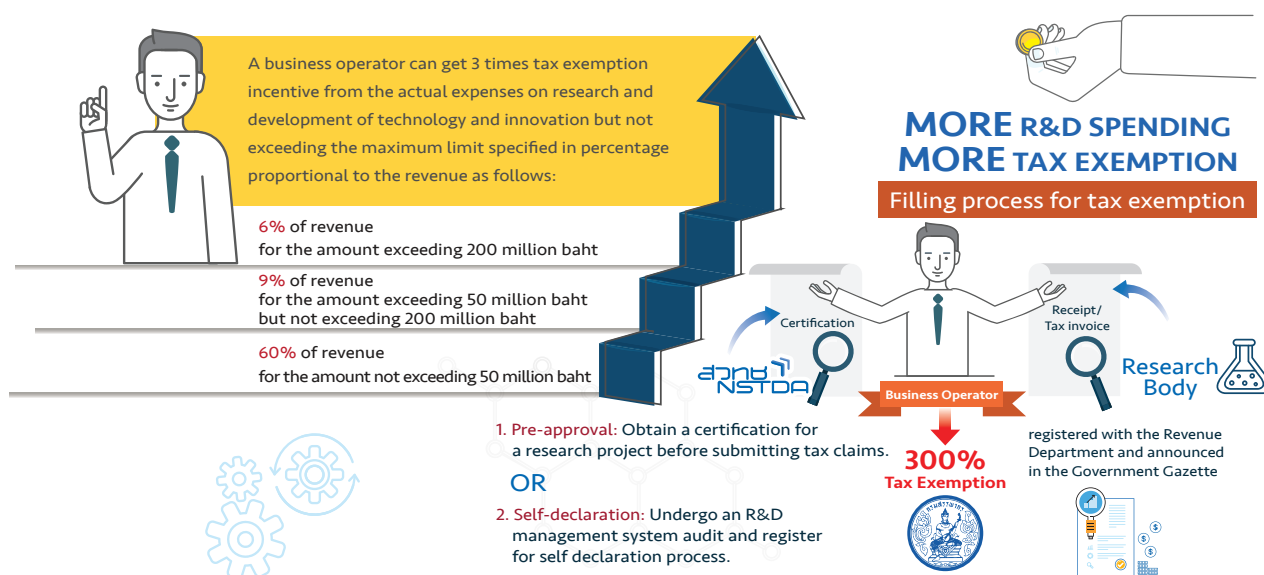 A business operator can get 3 times tax exemption
incentive from the actual expenses on research and
development of technology and innovation but not
exceeding the maximum limit specified in percentage
proportional to the revenue as follows:
6% of revenue
for the amount exceeding 200 million baht
9% of revenue
for the amount exceeding 50 million baht
but not exceeding 200 million baht
60% of revenue
for the amount not exceeding 50 million baht
MORE R&D SPENDING
MORE TAX EXEMPTION
Filling process for tax exemption
Certification
สวทช
NSTDA
Receipt/
Tax invoice
Research
Body
Business Operator
300%
Tax Exemption
registered with the Revenue
Department and announced
in the Government Gazette
1. Pre-approval: Obtain a certification for
a research project before submitting tax claims.
OR
2. Self-declaration: Undergo an R&D
management system audit and register
for self declaration process.
$
$
$